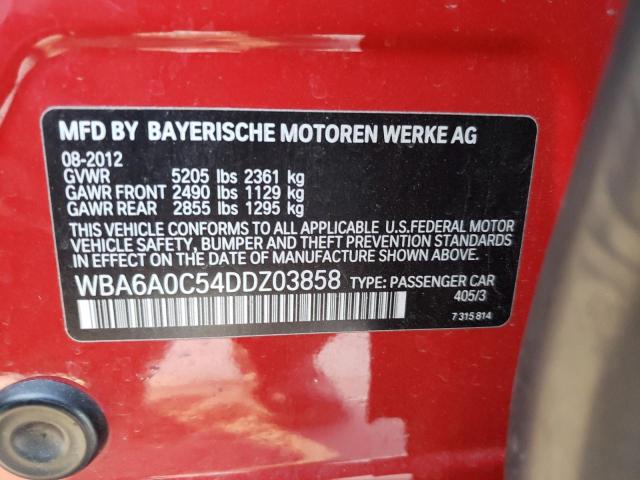 MFD BY BAYERISCHE MOTOREN WERKE AG
08-2012
GVWR 5205 lbs 2361 kg
GAWR FRONT 2490 lbs 1129 kg
GAWR REAR 2855 lbs 1295 kg
THIS VEHICLE CONFORMS TO ALL APPLICABLE U.S.FEDERAL MOTOR
VEHICLE SAFETY, BUMPER AND THEFT PREVENTION STANDARDS
IN EFFECT ON THE DATE OF MANUFACTURE SHOWN ABOVE.
WBA6A0C54DDZ03858 TYPE: PASSENGER CAR
405/3
7 315 814